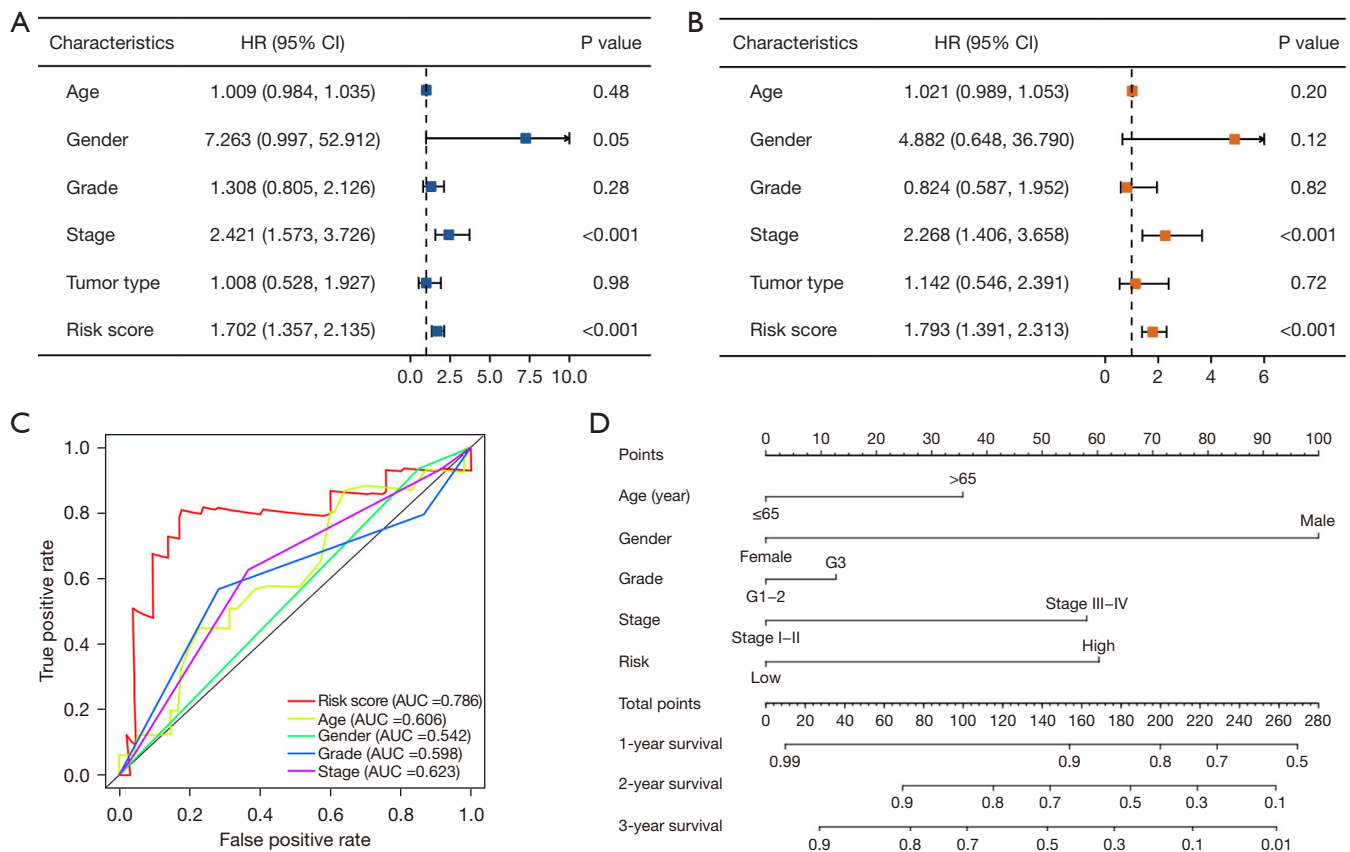 A
Characteristics HR (95% CI) P value
Age 1.009 (0.984, 1.035) 0.48
Gender 7.263 (0.997, 52.912) 0.05
Grade 1.308 (0.805, 2.126) 0.28
Stage 2.421 (1.573, 3.726) <0.001
Tumor type 1.008 (0.528, 1.927) 0.98
Risk score 1.702 (1.357, 2.135) <0.001
0.0 2.5 5.0 7.5 10.0
B
Characteristics HR (95% CI) P value
Age 1.021 (0.989, 1.053) 0.20
Gender 4.882 (0.648, 36.790) 0.12
Grade 0.824 (0.587, 1.952) 0.82
Stage 2.268 (1.406, 3.658) <0.001
Tumor type 1.142 (0.546, 2.391) 0.72
Risk score 1.793 (1.391, 2.313) <0.001
0 2 4 6
C
True positive rate
1.0
0.8
0.6
0.4
0.2
0.0
Risk score (AUC =0.786)
Age (AUC =0.606)
Gender (AUC =0.542)
Grade (AUC =0.598)
Stage (AUC =0.623)
0.0 0.2 0.4 0.6 0.8 1.0
False positive rate
D
0 10 20 30 40 50 60 70 80 90 100
Points
>65
Age (year)
≤65
Male
Gender
Female
G3
Grade
G1–2
Stage III–IV
Stage
Stage I–II
High
Risk
Low
Total points
0 20 40 60 80 100 120 140 160 180 200 220 240 260 280
1-year survival
0.99 0.9 0.8 0.7 0.5
2-year survival
0.9 0.8 0.7 0.5 0.3 0.1
3-year survival
0.9 0.8 0.7 0.5 0.3 0.1 0.01